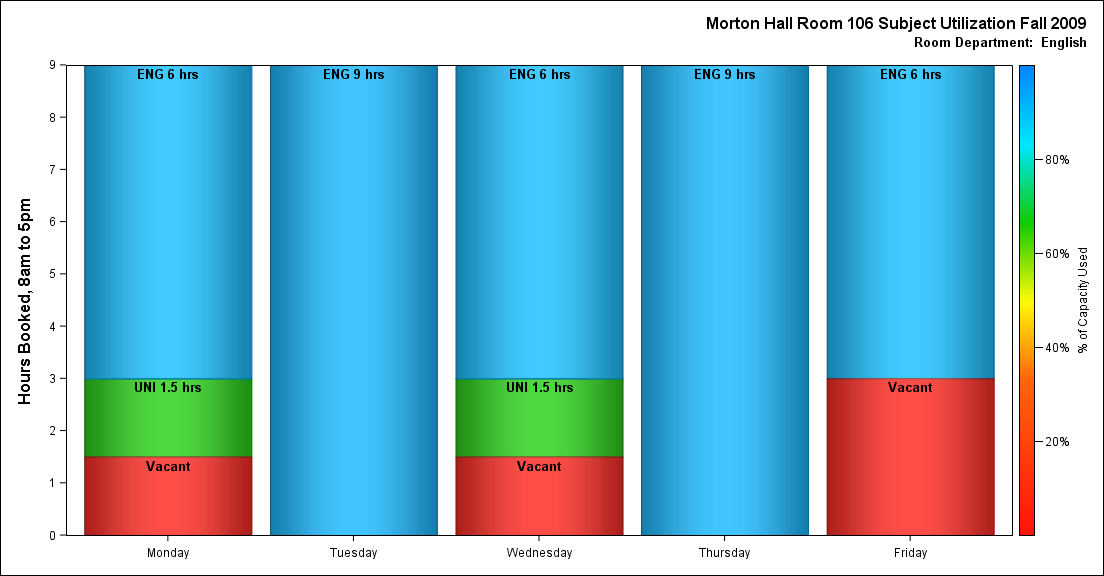 Morton Hall Room 106 Subject Utilization Fall 2009
Room Department:  English
Hours Booked, 8am to 5pm
9
8
7
6
5
4
3
2
1
0
ENG 6 hrs
UNI 1.5 hrs
Vacant
ENG 9 hrs
ENG 6 hrs
UNI 1.5 hrs
Vacant
ENG 9 hrs
ENG 6 hrs
Vacant
Monday
Tuesday
Wednesday
Thursday
Friday
80%
60%
40%
20%
% of Capacity Used